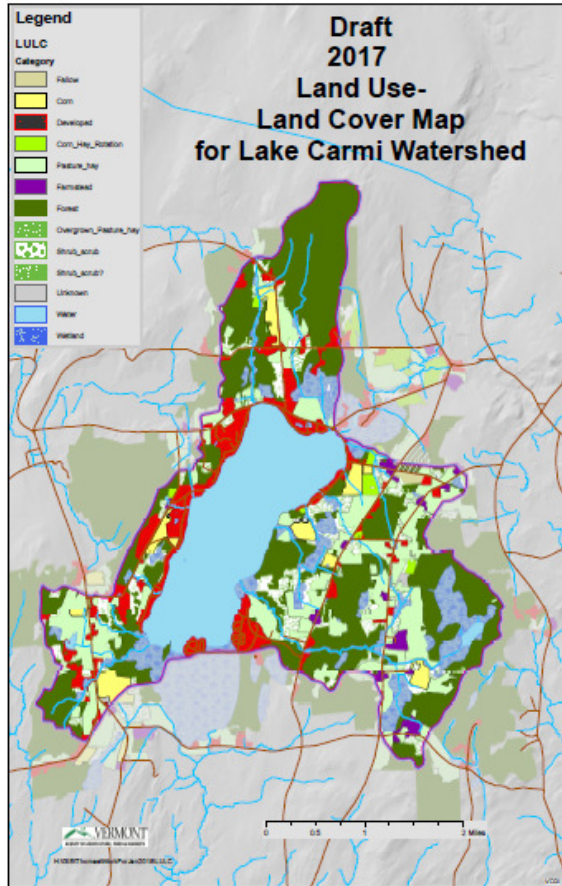 Legend
LULC
Category
Fallow
Corn
Developed
Corn_Hay_Rotation
Pasture_hay
Farmstead
Forest
Overgrown_Pasture_hay
Shrub_scrub
Shrub_scrub?
Unknown
Water
Wetland
Draft
2017
Land Use-
Land Cover Map
for Lake Carmi Watershed
VERMONT
0 0.5 1 2 Miles
VCGI